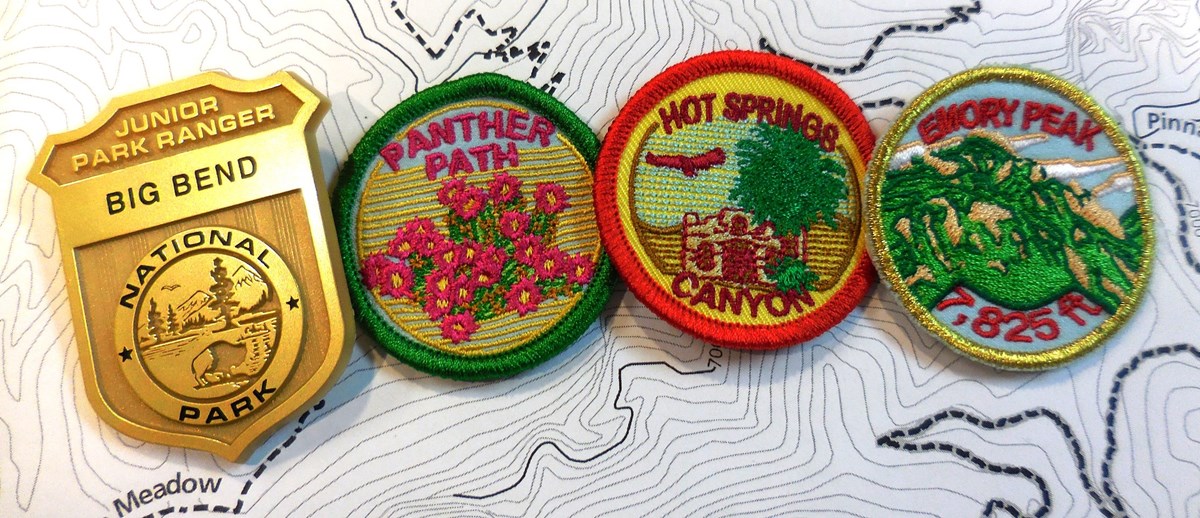 JUNIOR
PARK RANGER
BIG BEND
NATIONAL
PARK
PANTHER
PATH
HOT SPRINGS
CANYON
EMORY PEAK
7,825 ft
Meadow